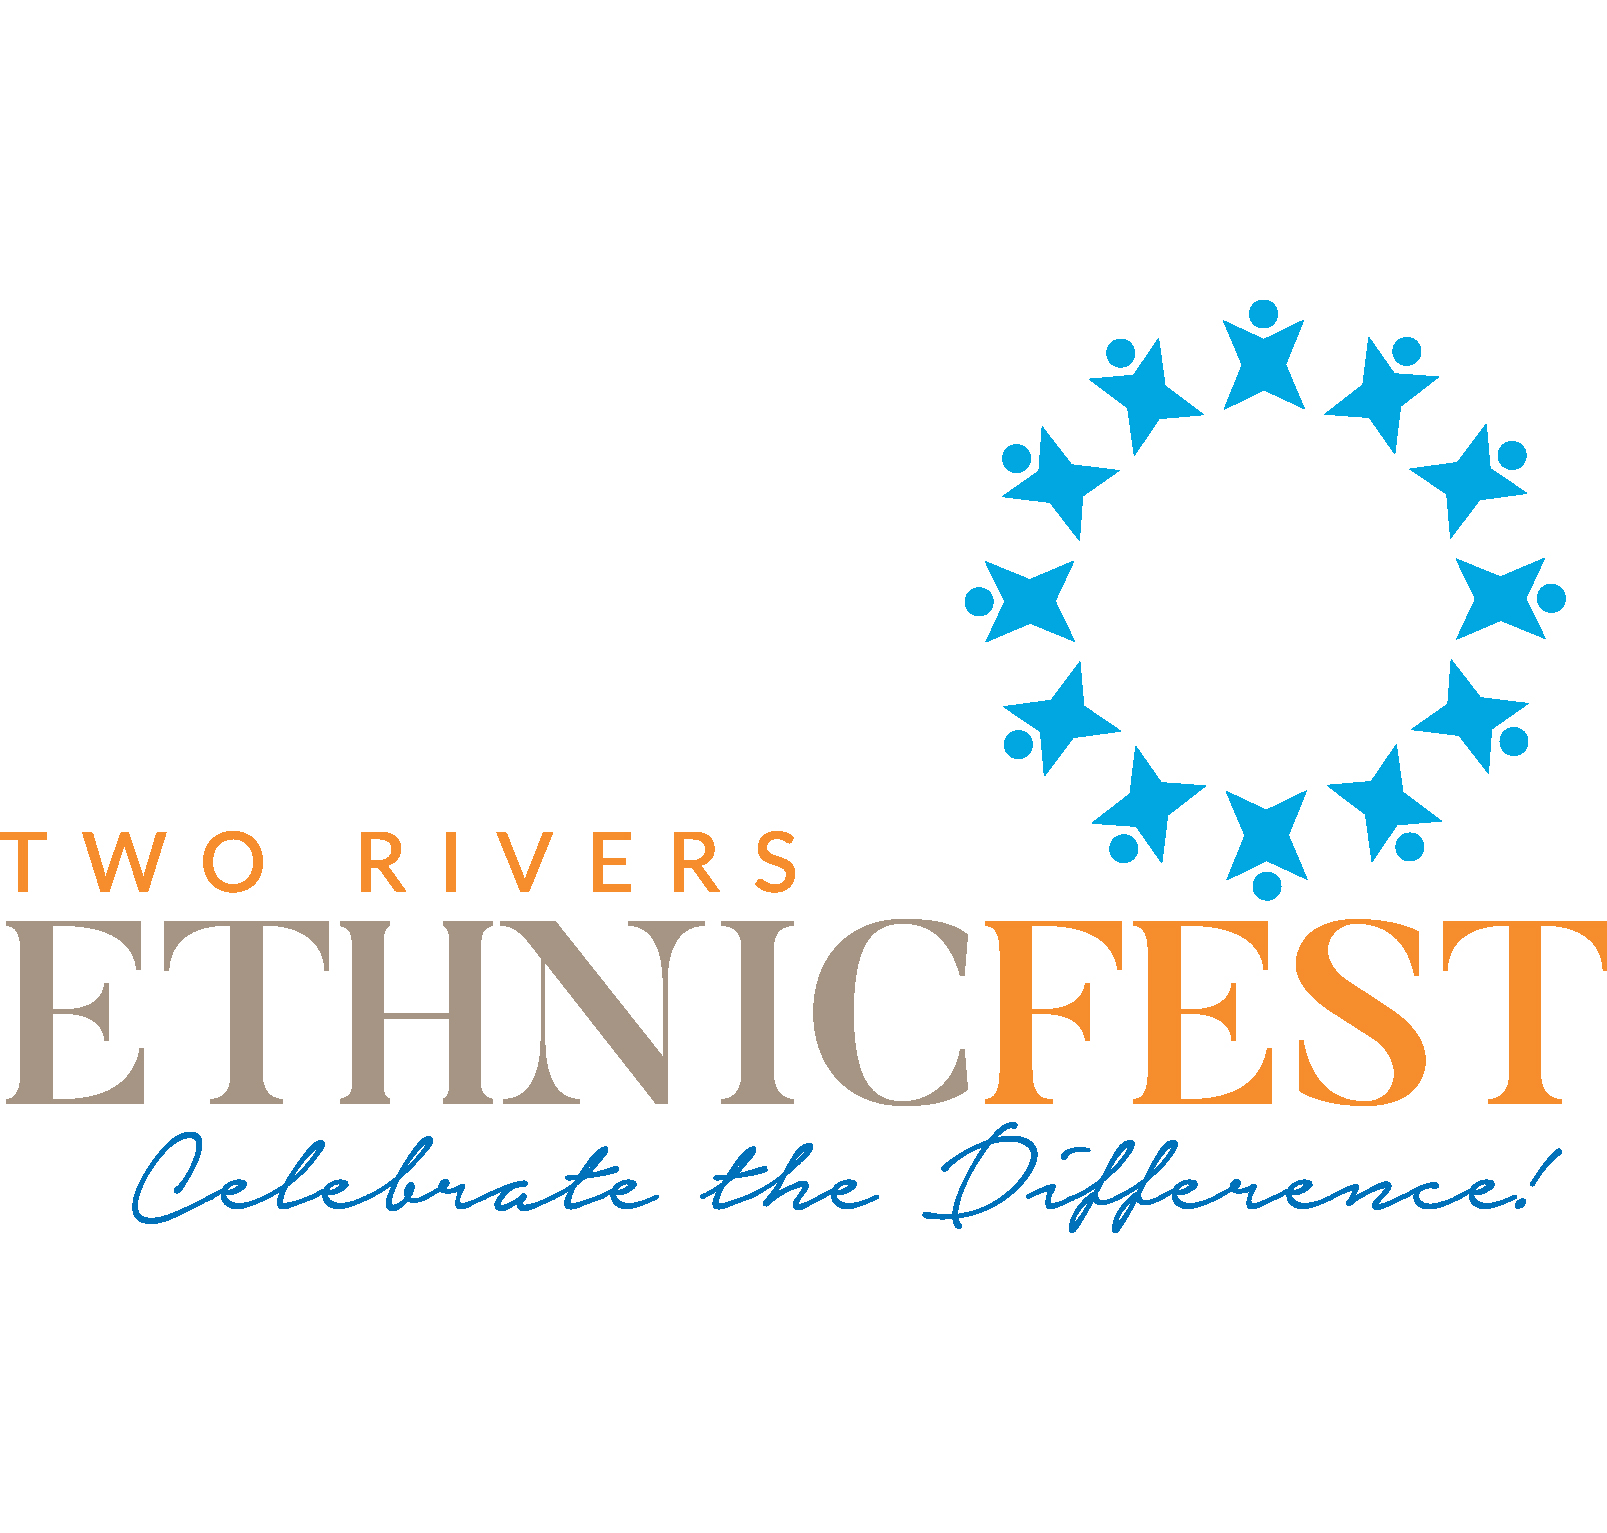 TWO RIVERS
ETHNICFEST
Celebrate the Difference!